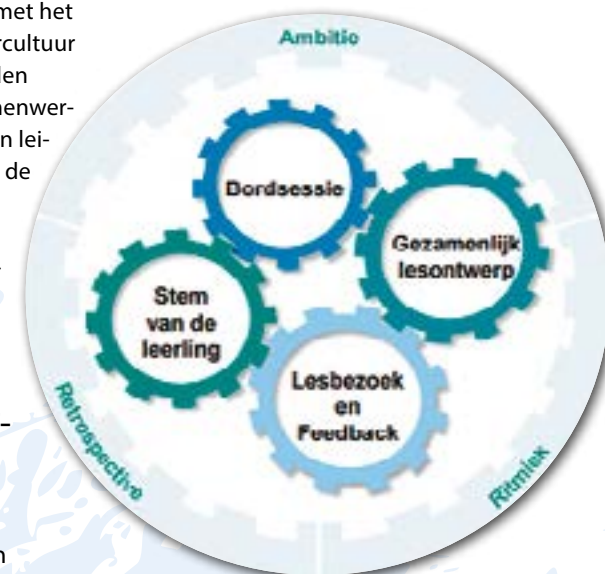 met het
rcultuur
den
nenwer-
n lei-
de
-
n
Ambitie
Bordsessie
Gezamenlijk
lesontwerp
Stem
van de
leerling
Lesbezoek
en
Feedback
Retrospective
Ritmiek